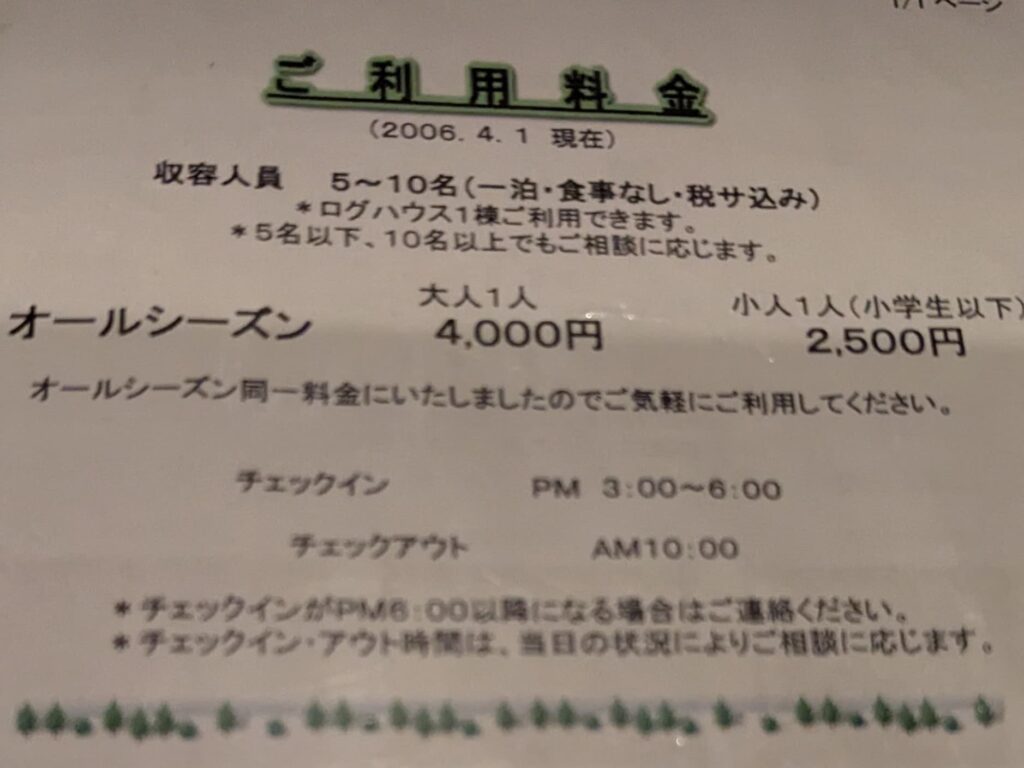 1/1 ページ
ご利用料金
(2006.4.1 現在)
収容人員 5～10名(一泊・食事なし・税サ込み)
*ログハウス1棟ご利用できます。
*5名以下、10名以上でもご相談に応じます。
大人1人 小人1人(小学生以下)
オールシーズン 4,000円 2,500円
オールシーズン同一料金にいたしましたのでご気軽にご利用してください。
チェックイン PM 3:00～6:00
チェックアウト AM10:00
*チェックインがPM6:00以降になる場合はご連絡ください。
*チェックイン・アウト時間は、当日の状況によりご相談に応じます。